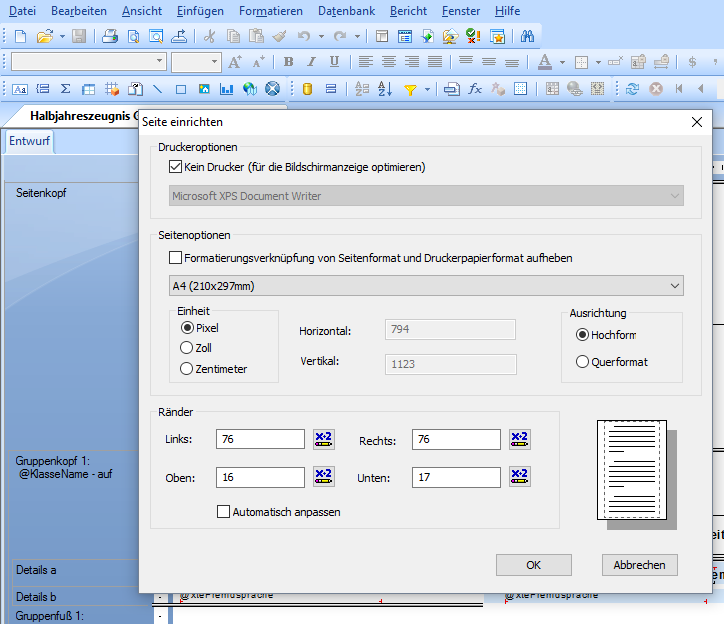 Datei Bearbeiten Ansicht Einfügen Formatieren Datenbank Bericht Fenster Hilfe
Halbjahreszeugnis
Entwurf
Seitenkopf
Gruppenkopf 1:
@KlasseName - auf
Details a
Details b
Gruppenfuß 1:
Seite einrichten
Druckeroptionen
Kein Drucker (für die Bildschirmanzeige optimieren)
Microsoft XPS Document Writer
Seitenoptionen
Formatierungsverknüpfung von Seitenformat und Druckerpapierformat aufheben
A4 (210x297mm)
Einheit
Pixel
Zoll
Zentimeter
Horizontal: 794
Vertikal: 1123
Ausrichtung
Hochform
Querformat
Ränder
Links: 76 Rechts: 76
Oben: 16 Unten: 17
Automatisch anpassen
OK Abbrechen